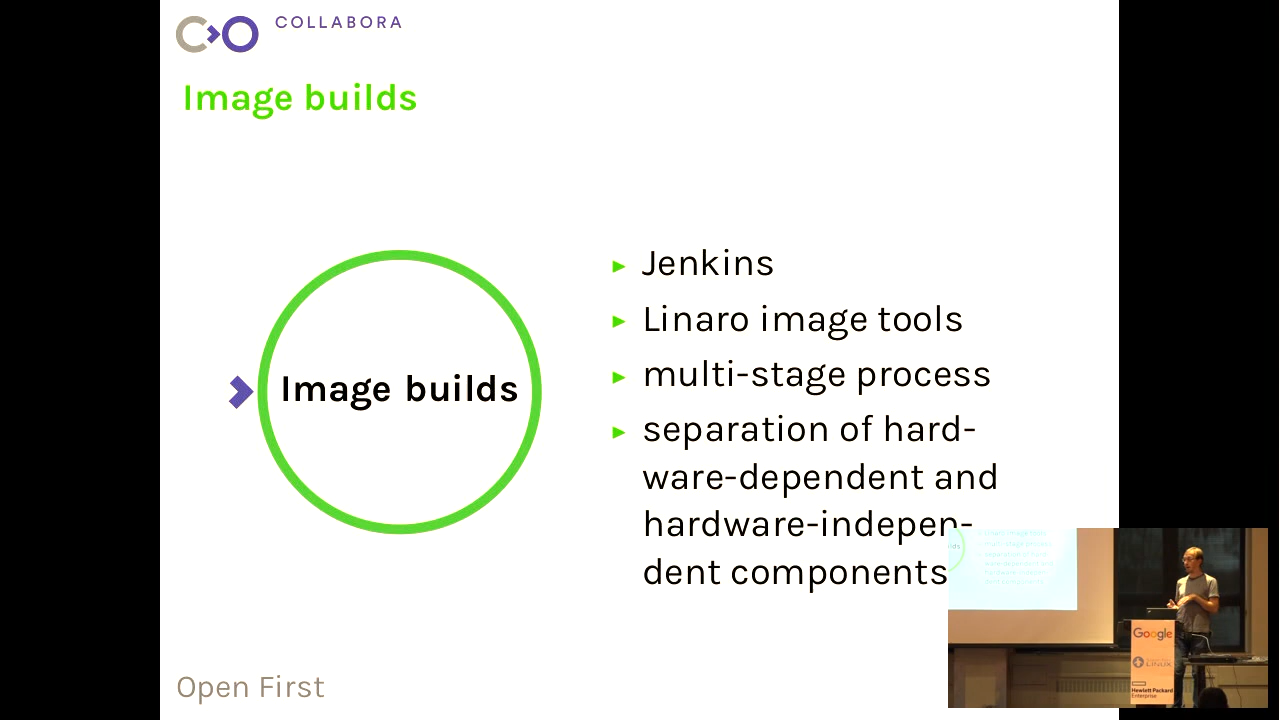 COLLABORA
Image builds
Image builds
Jenkins
Linaro image tools
multi-stage process
separation of hard-
ware-dependent and
hardware-indepen-
dent components
Open First
Google
LINUX
Hewlett Packard
Enterprise